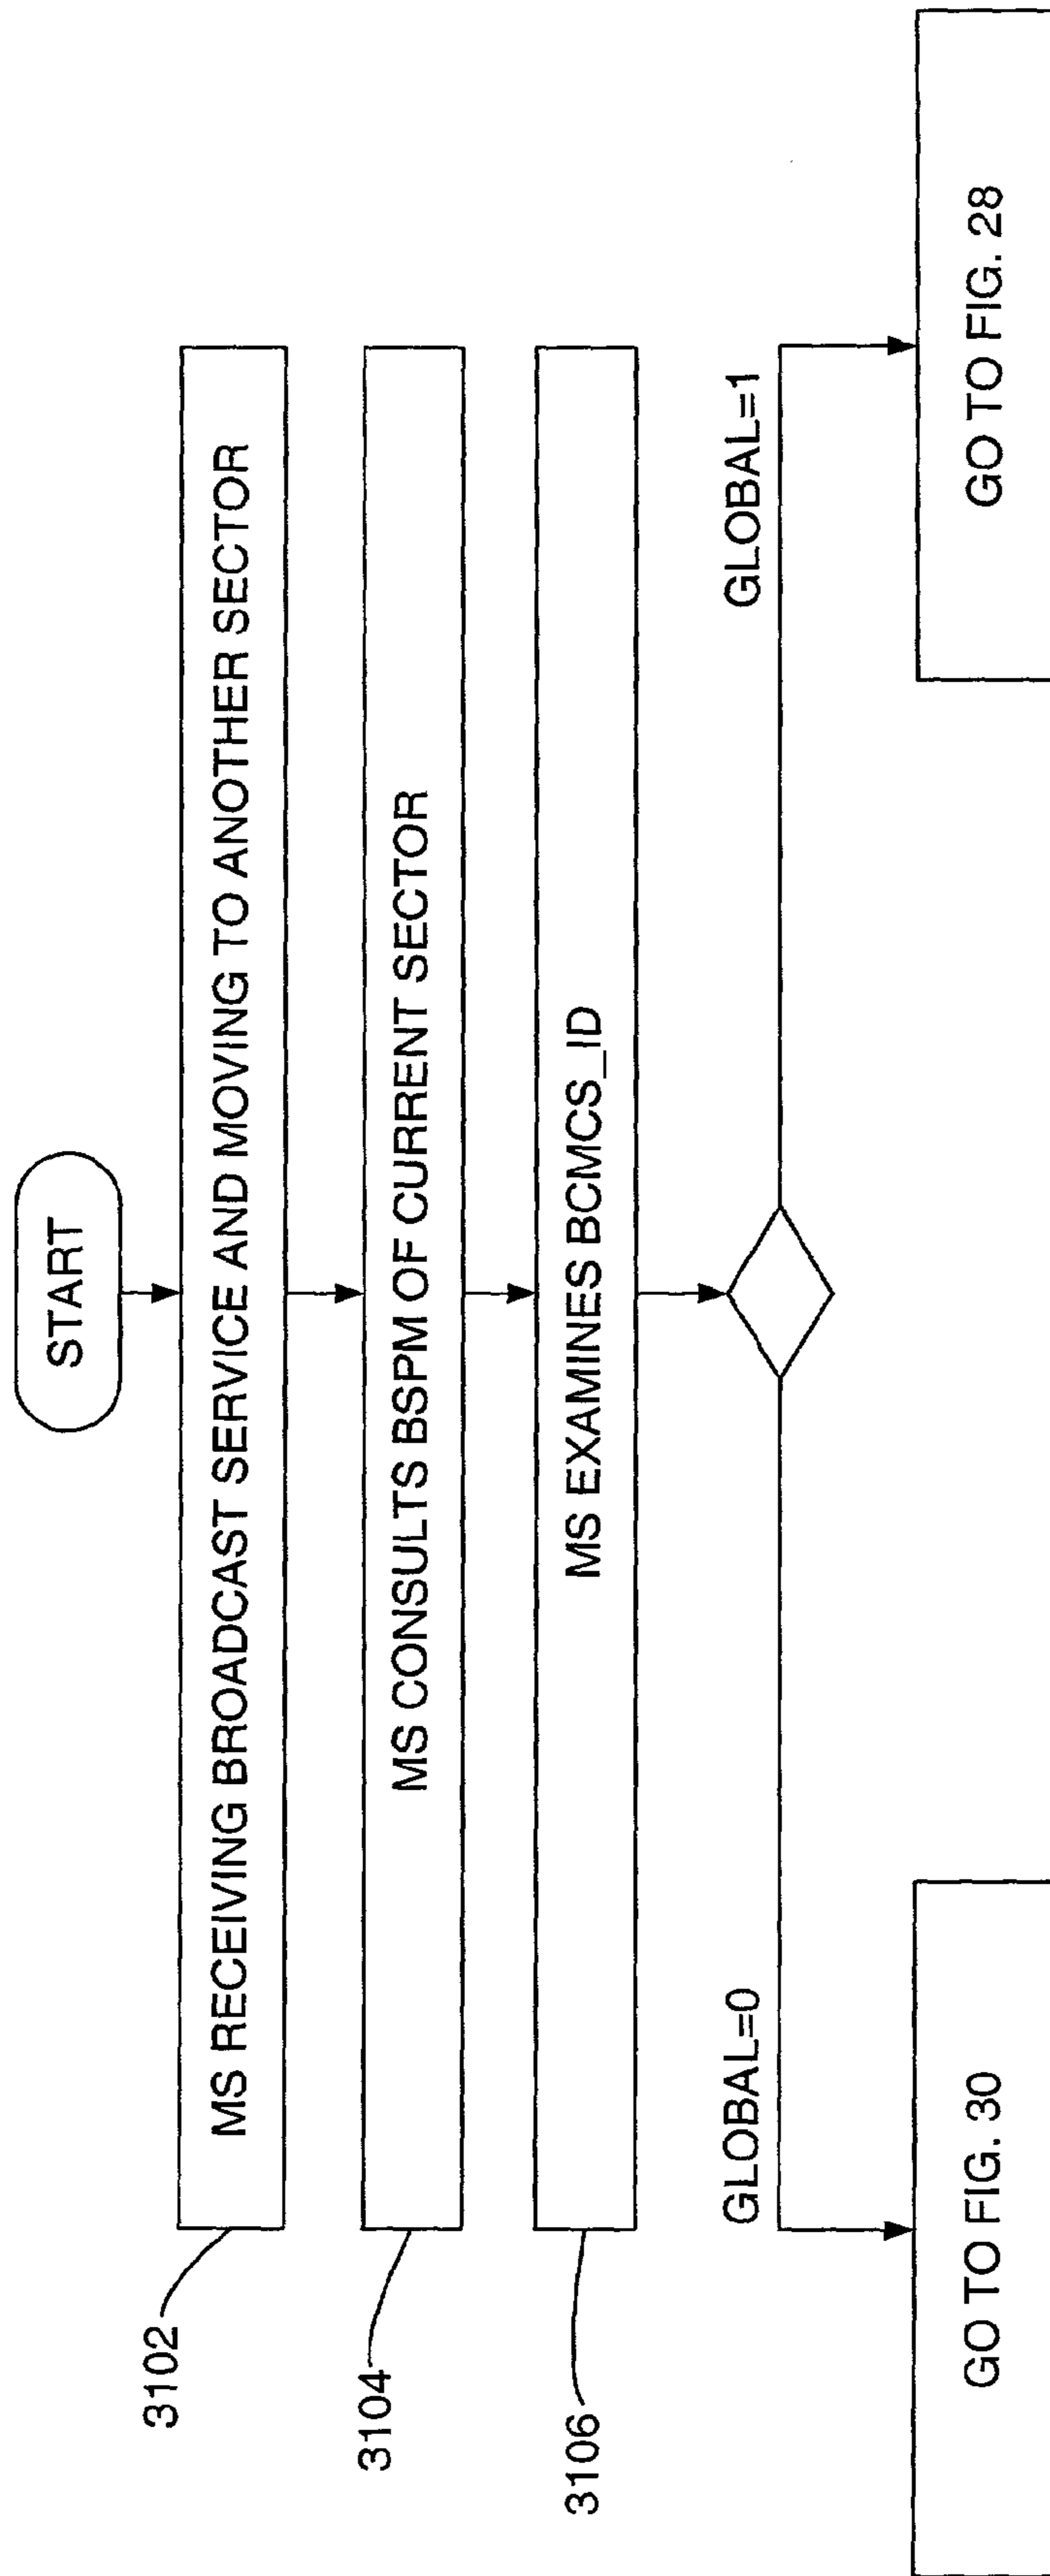 START
3102
MS RECEIVING BROADCAST SERVICE AND MOVING TO ANOTHER SECTOR
3104
MS CONSULTS BSPM OF CURRENT SECTOR
3106
MS EXAMINES BCMCS_ID
GLOBAL=0
GLOBAL=1
GO TO FIG. 30
GO TO FIG. 28